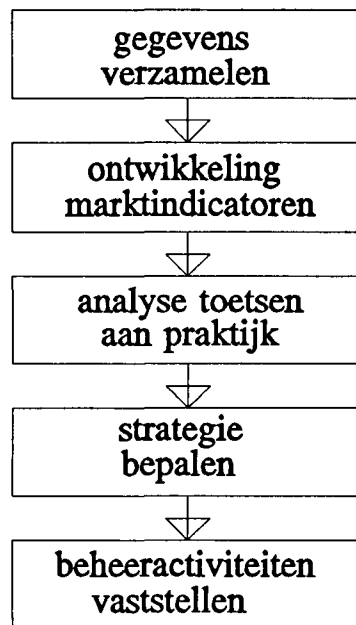 gegevens
verzamelen
ontwikkeling
marktindicatoren
analyse toetsen
aan praktijk
strategie
bepalen
beheeractiviteiten
vaststellen